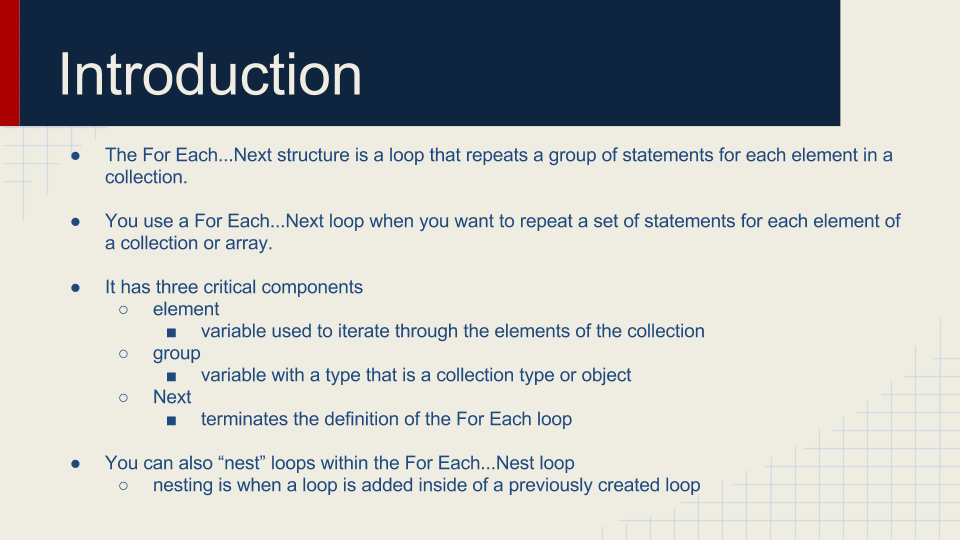 Introduction
● The For Each...Next structure is a loop that repeats a group of statements for each element in a
collection.
● You use a For Each...Next loop when you want to repeat a set of statements for each element of
a collection or array.
● It has three critical components
○ element
■ variable used to iterate through the elements of the collection
○ group
■ variable with a type that is a collection type or object
○ Next
■ terminates the definition of the For Each loop
● You can also “nest” loops within the For Each...Nest loop
○ nesting is when a loop is added inside of a previously created loop